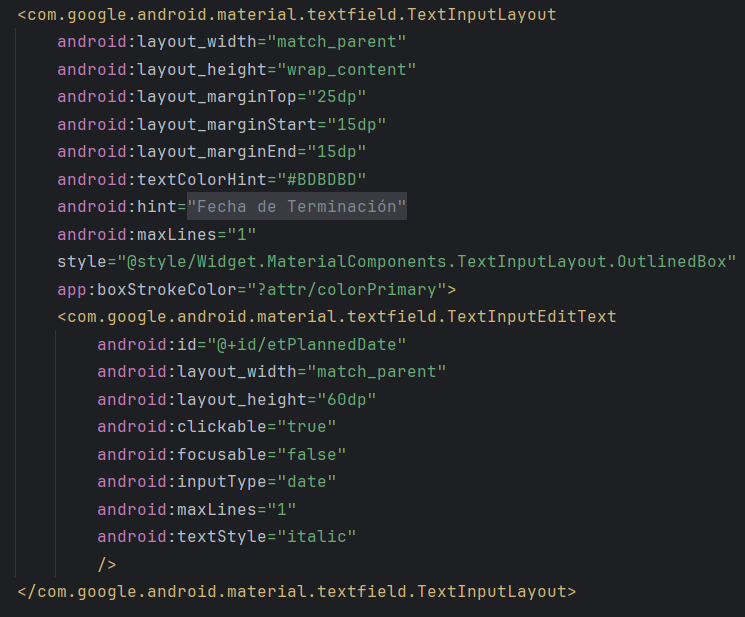 <com.google.android.material.textfield.TextInputLayout
    android:layout_width="match_parent"
    android:layout_height="wrap_content"
    android:layout_marginTop="25dp"
    android:layout_marginStart="15dp"
    android:layout_marginEnd="15dp"
    android:textColorHint="#BDBDBD"
    android:hint="Fecha de Terminación"
    android:maxLines="1"
    style="@style/Widget.MaterialComponents.TextInputLayout.OutlinedBox"
    app:boxStrokeColor="?attr/colorPrimary">
    <com.google.android.material.textfield.TextInputEditText
        android:id="@+id/etPlannedDate"
        android:layout_width="match_parent"
        android:layout_height="60dp"
        android:clickable="true"
        android:focusable="false"
        android:inputType="date"
        android:maxLines="1"
        android:textStyle="italic"
        />
</com.google.android.material.textfield.TextInputLayout>